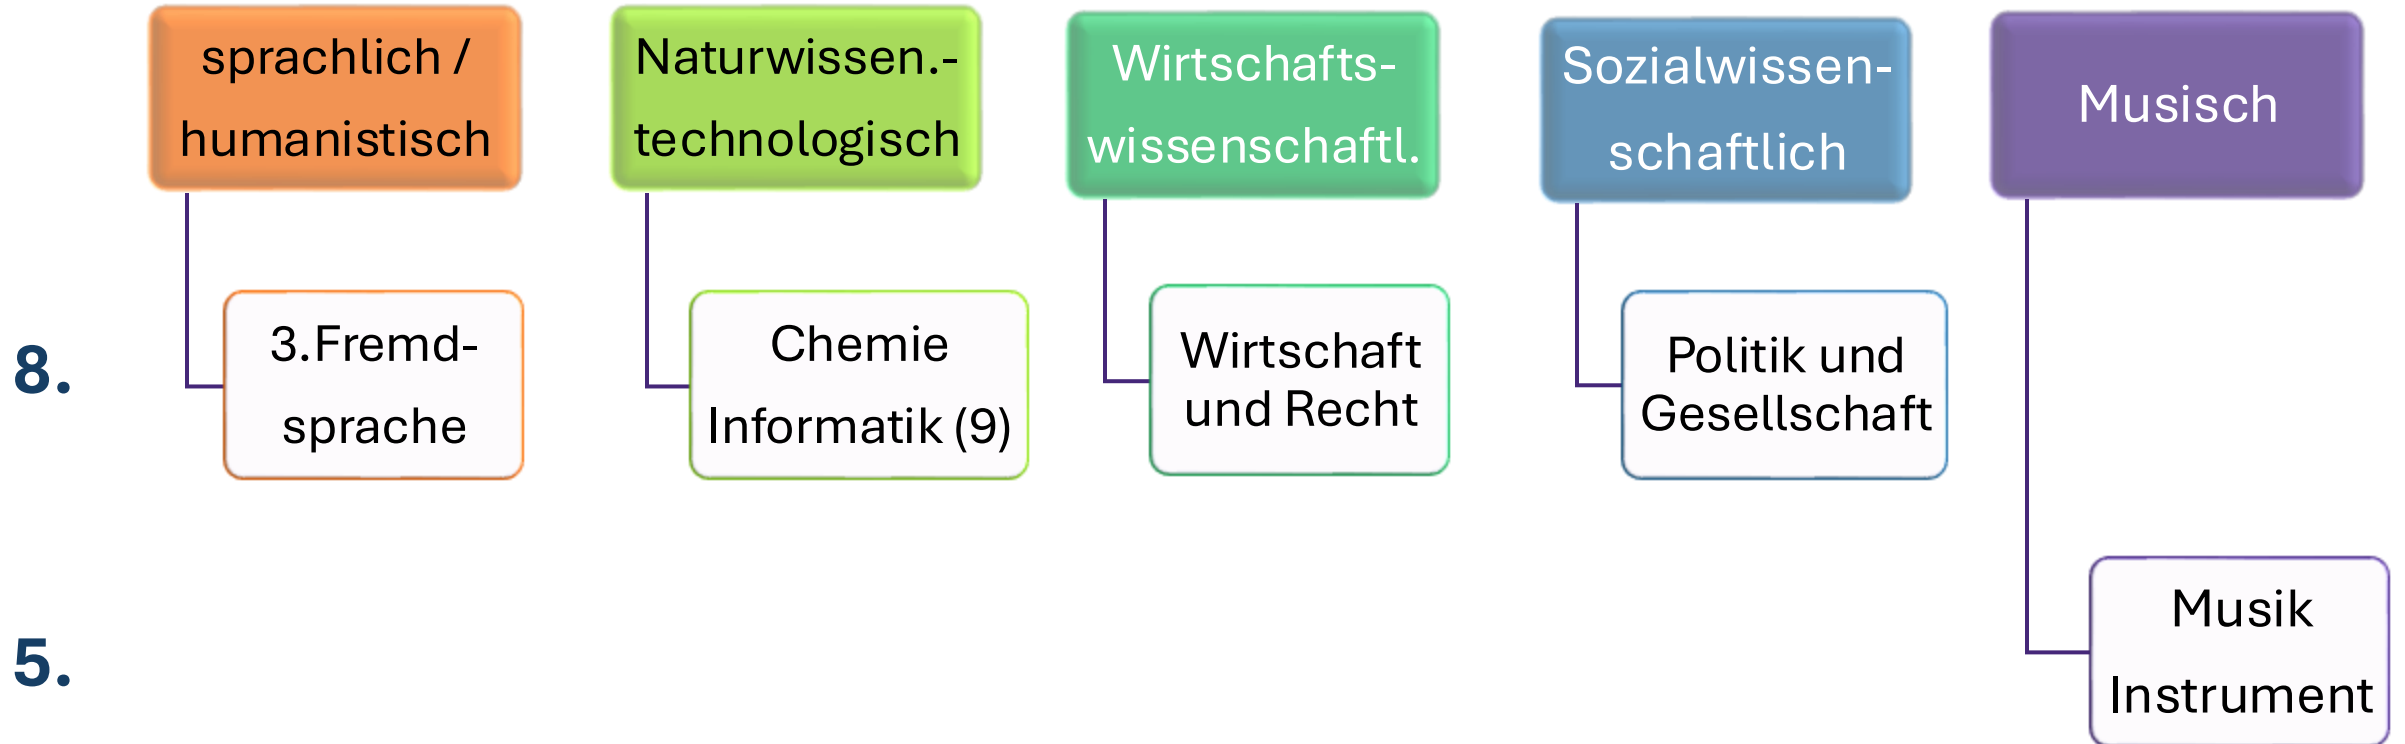 sprachlich /
humanistisch
Naturwissen.-
technologisch
Wirtschafts-
wissenschaftl.
Sozialwissen-
schaftlich
Musisch
8.
3.Fremd-
sprache
Chemie
Informatik (9)
Wirtschaft
und Recht
Politik und
Gesellschaft
5.
Musik
Instrument